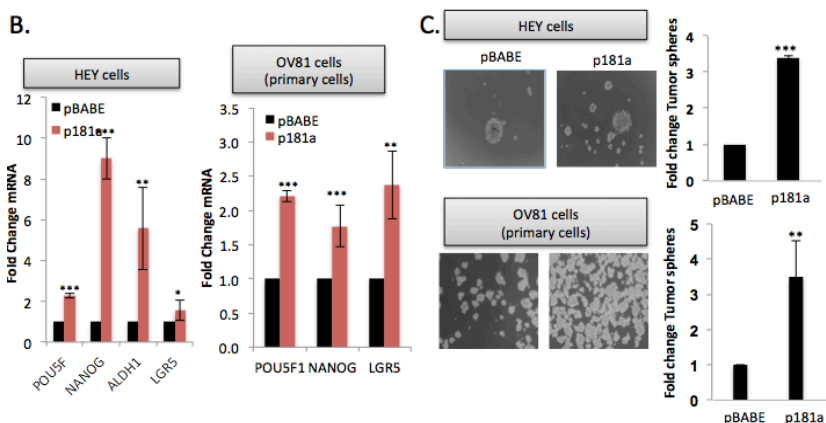 B.
HEY cells
Fold Change mRNA
12
10
8
6
4
2
0
pBABE
p181a
***
***
**
*
POU5F
NANOG
ALDH1
LGR5
OV81 cells
(primary cells)
Fold Change mRNA
3.5
3.0
2.5
2.0
1.5
1.0
0.5
0.0
pBABE
p181a
***
***
**
POU5F1 NANOG LGR5
C.
HEY cells
pBABE p181a
Fold change Tumor spheres
4
3
2
1
0
***
pBABE p181a
OV81 cells
(primary cells)
Fold change Tumor spheres
5
4
3
2
1
0
**
pBABE p181a